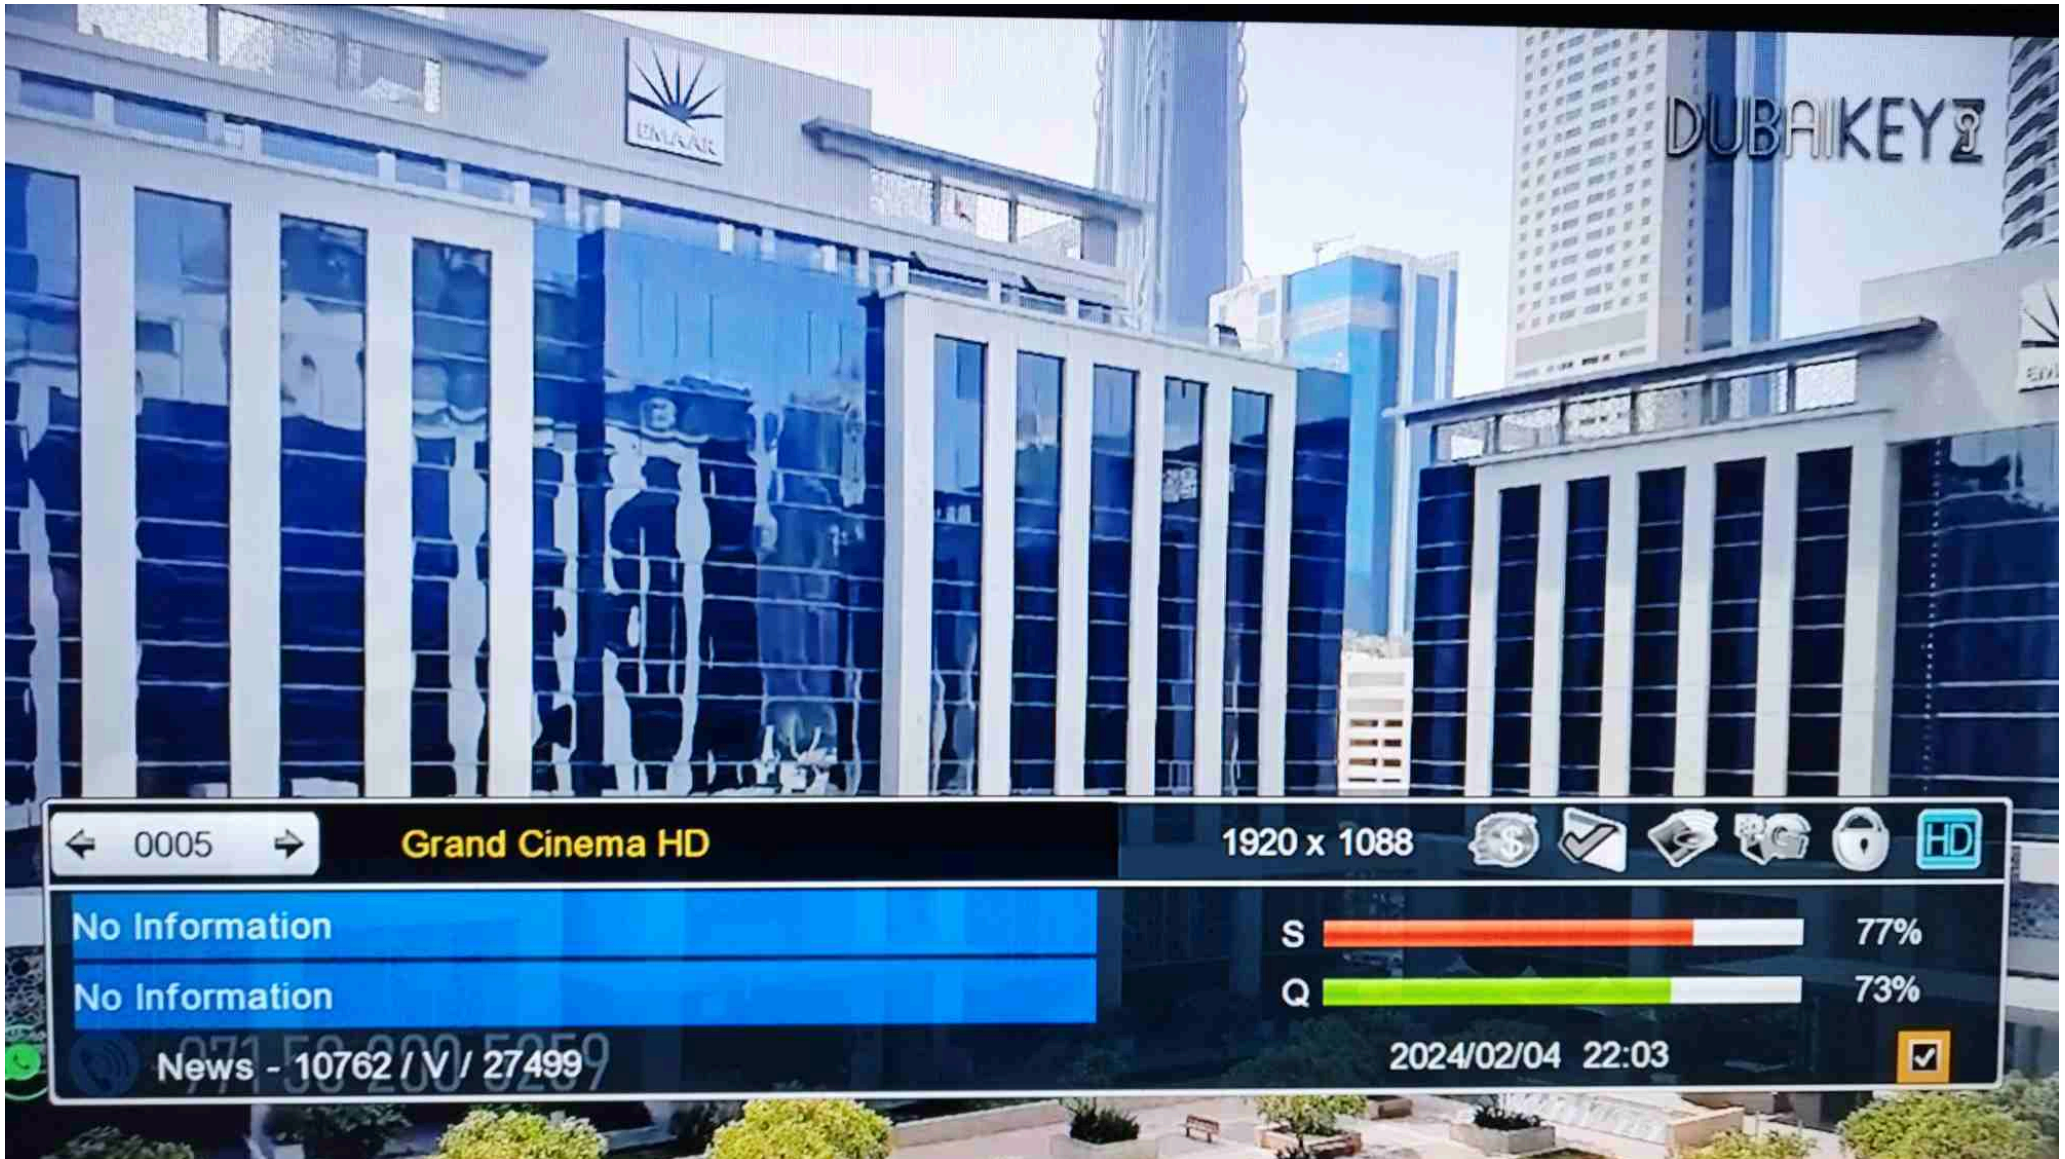 EMAAR
DUBAIKEYZ
0005
Grand Cinema HD
1920 x 1088
HD
No Information
S
77%
No Information
Q
73%
News - 10762 / V / 27499
2024/02/04 22:03